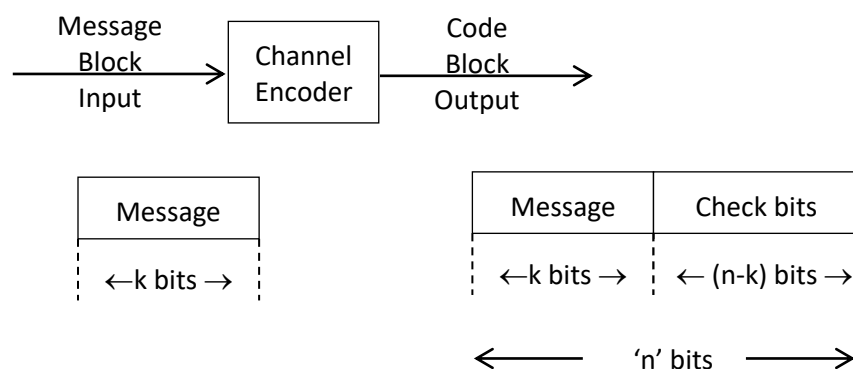 Message
Block
Input
Channel
Encoder
Code
Block
Output
Message
Message
Check bits
←k bits →
←k bits →
← (n-k) bits →
‘n’ bits